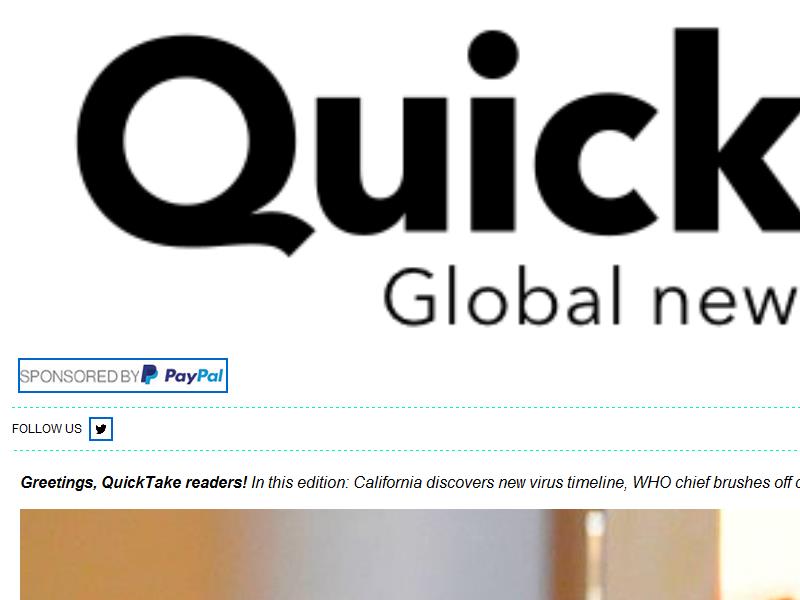 Quick
Global new
SPONSORED BY PayPal
FOLLOW US
Greetings, QuickTake readers! In this edition: California discovers new virus timeline, WHO chief brushes off